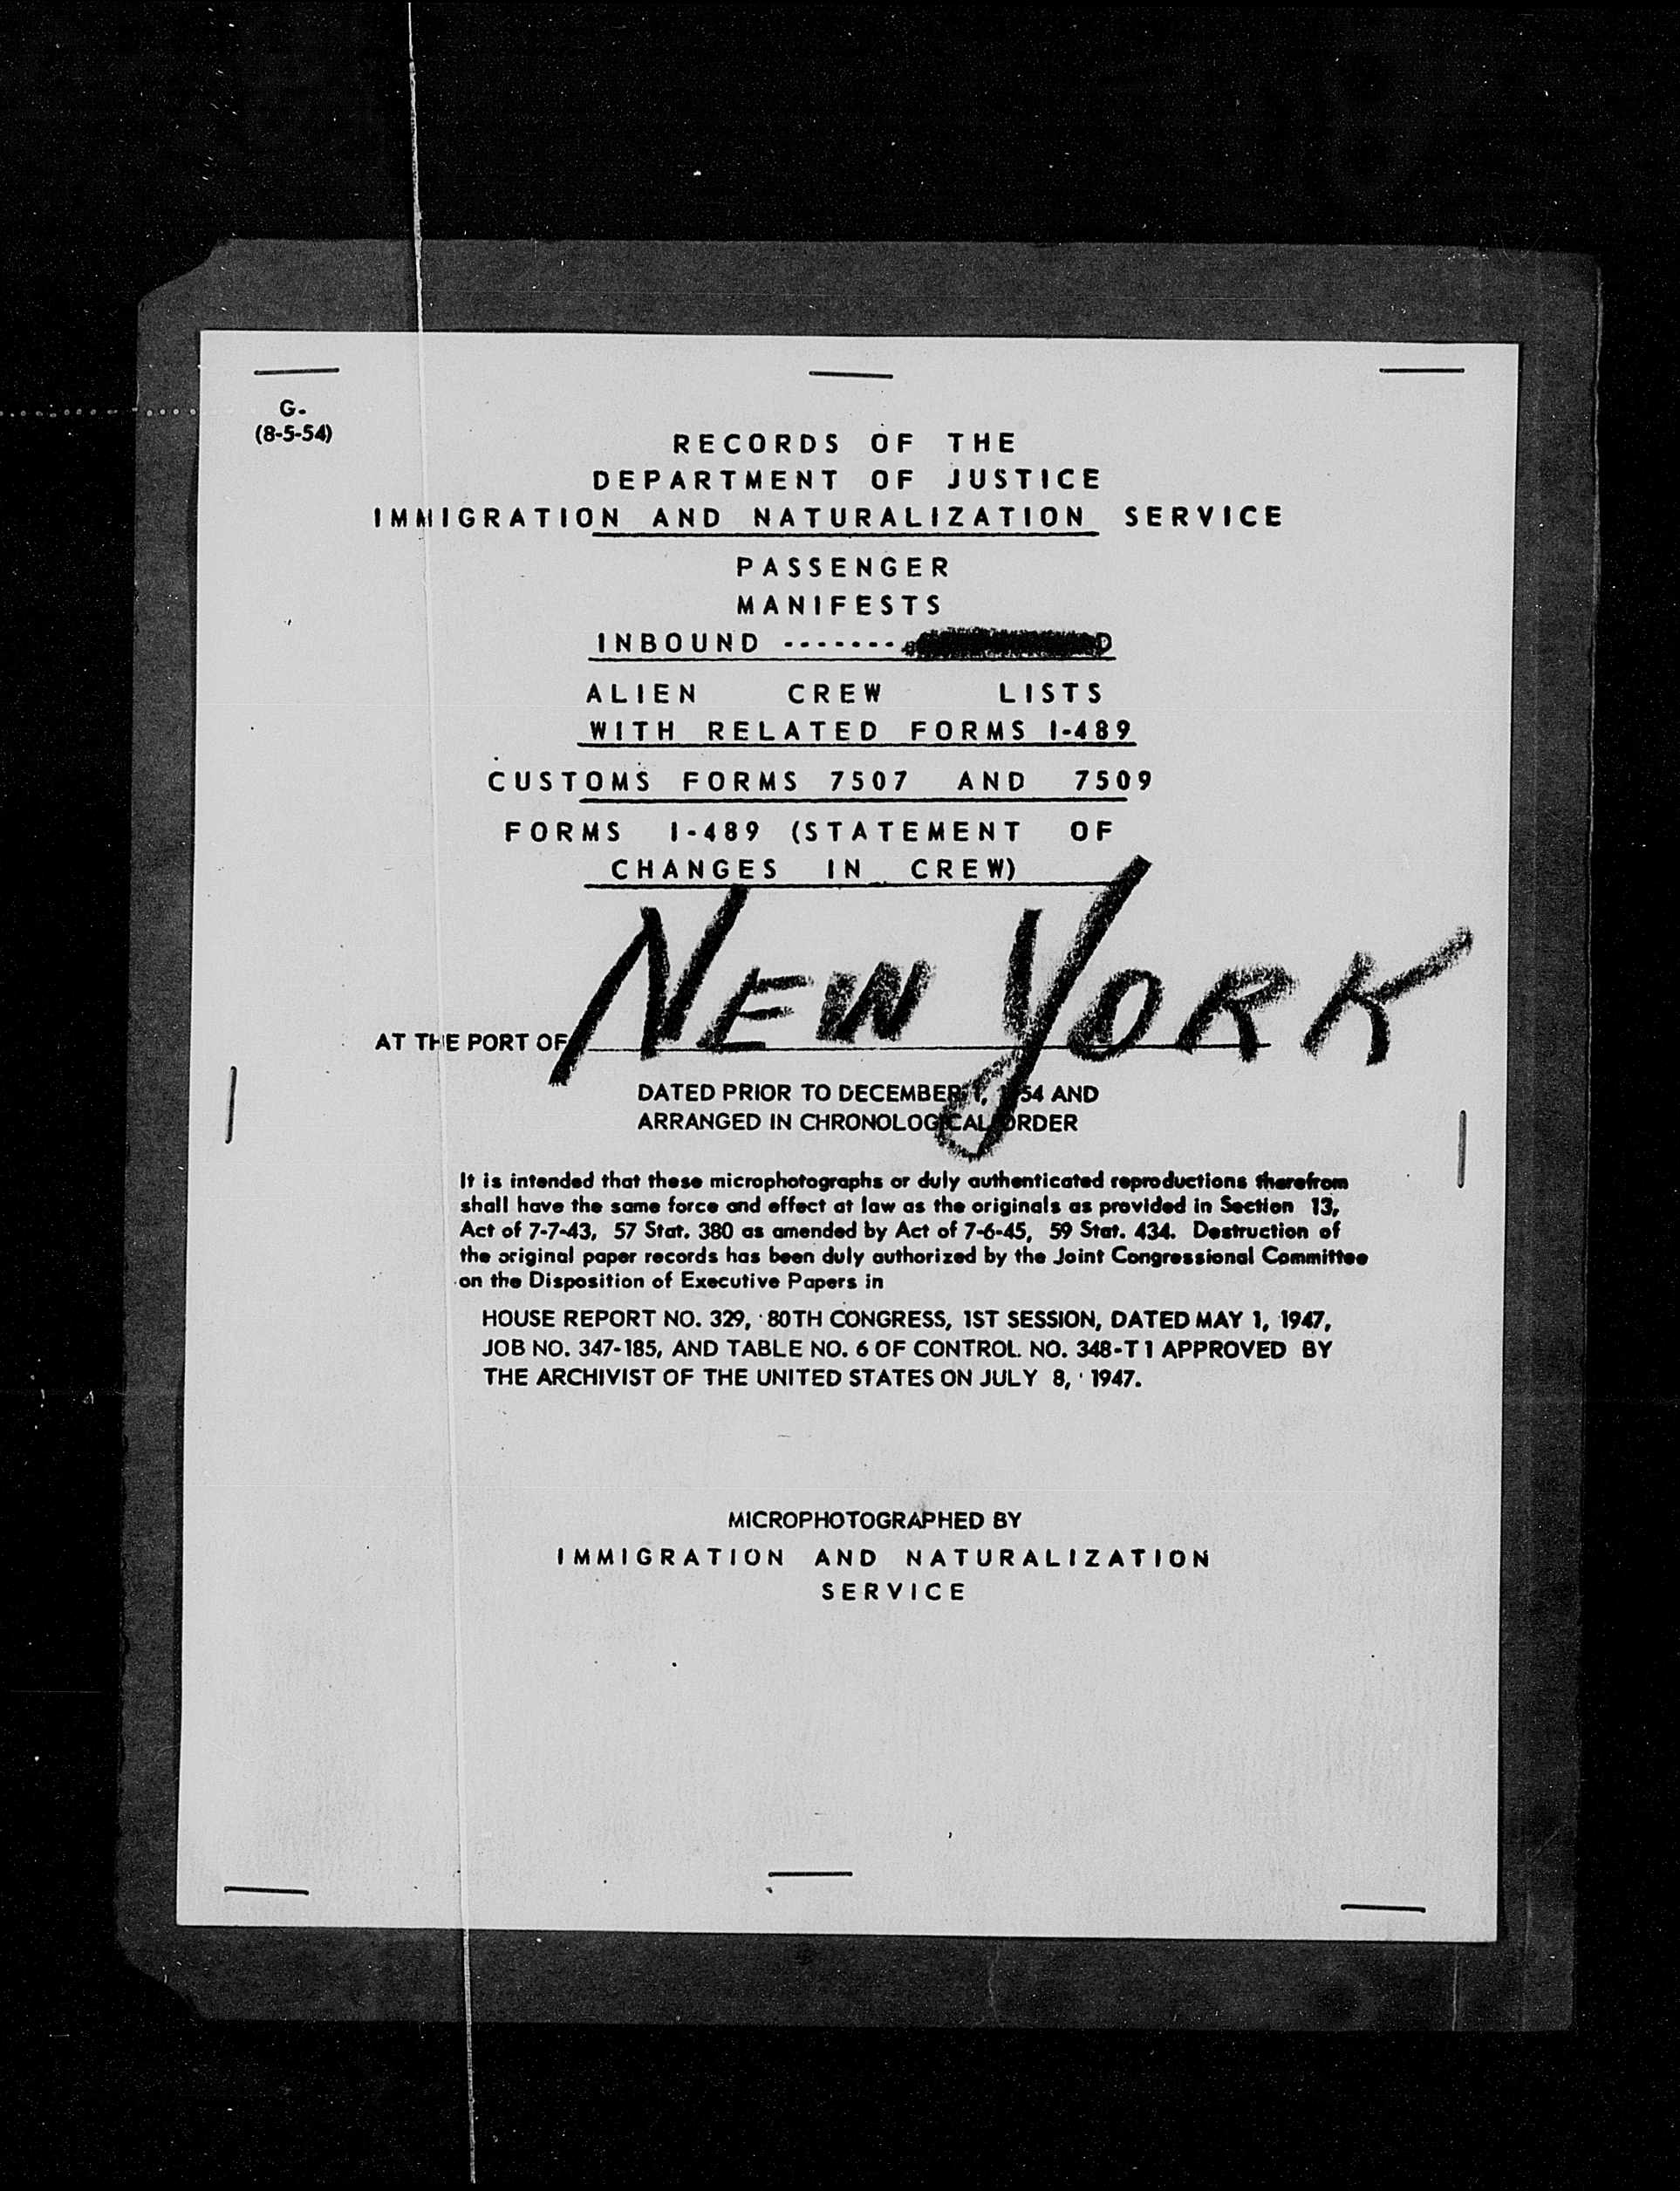 G-
(8-5-54)
RECORDS OF THE
DEPARTMENT OF JUSTICE
IMMIGRATION AND NATURALIZATION SERVICE
PASSENGER
MANIFESTS
INBOUND -------
ALIEN CREW LISTS
WITH RELATED FORMS I-489
CUSTOMS FORMS 7507 AND 7509
FORMS I-489 (STATEMENT OF
CHANGES IN CREW)
AT THE PORT OF NEW YORK
DATED PRIOR TO DECEMBER 54 AND
ARRANGED IN CHRONOLOGICAL ORDER
It is intended that these microphotographs or duly authenticated reproductions therefrom
shall have the same force and effect at law as the originals as provided in Section 13,
Act of 7-7-43, 57 Stat. 380 as amended by Act of 7-6-45, 59 Stat. 434. Destruction of
the original paper records has been duly authorized by the Joint Congressional Committee
on the Disposition of Executive Papers in
HOUSE REPORT NO. 329, 80TH CONGRESS, 1ST SESSION, DATED MAY 1, 1947,
JOB NO. 347-185, AND TABLE NO. 6 OF CONTROL NO. 348-T1 APPROVED BY
THE ARCHIVIST OF THE UNITED STATES ON JULY 8, 1947.
MICROPHOTOGRAPHED BY
IMMIGRATION AND NATURALIZATION
SERVICE